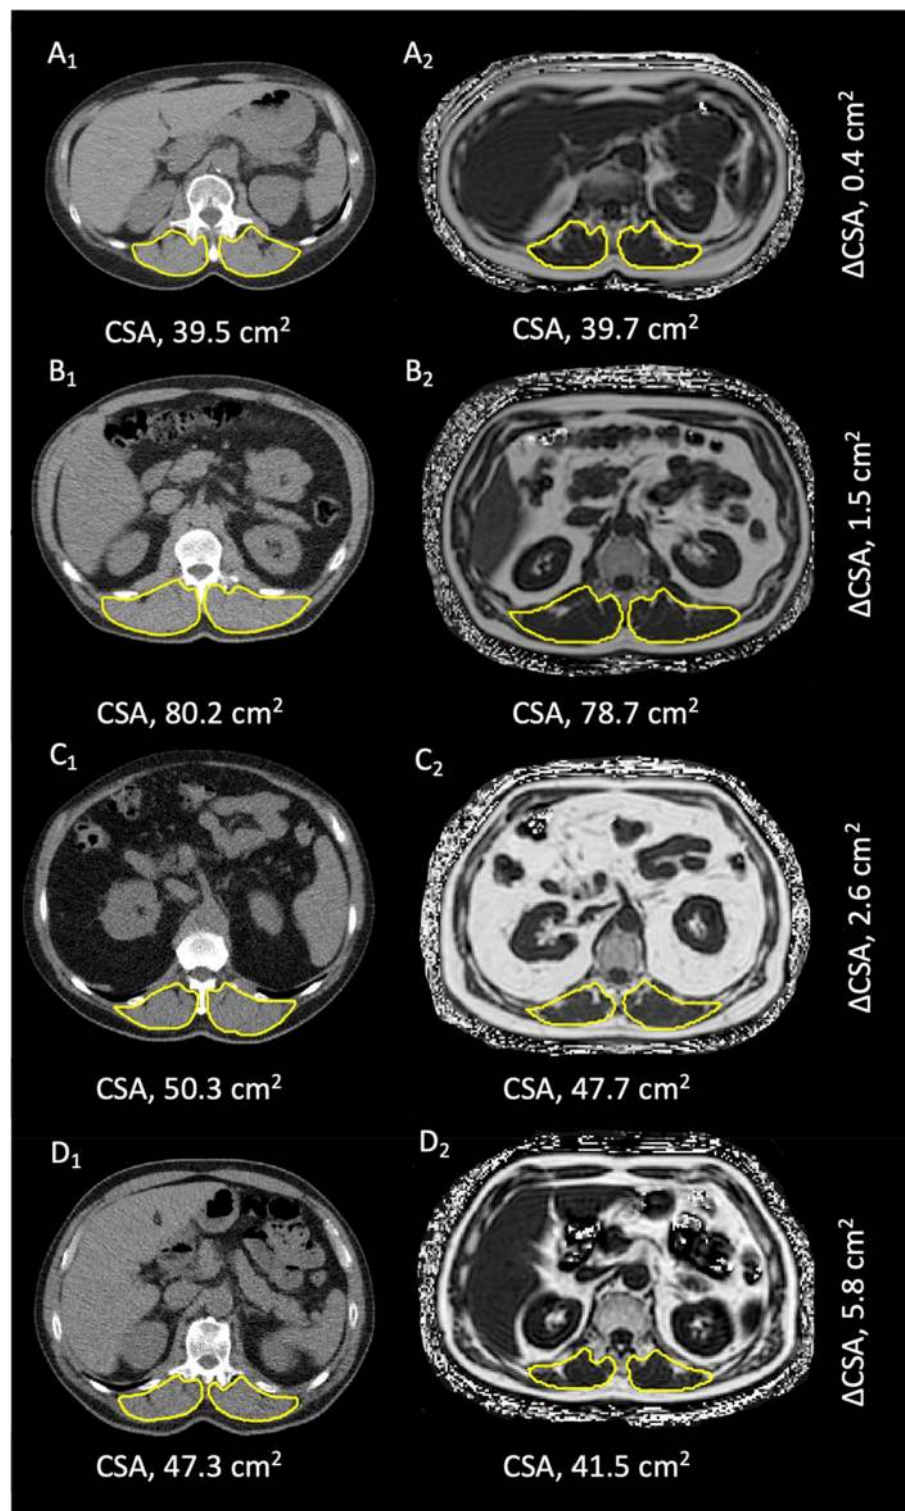 A₁
A₂
CSA, 39.5 cm²
CSA, 39.7 cm²
ΔCSA, 0.4 cm²
B₁
B₂
CSA, 80.2 cm²
CSA, 78.7 cm²
ΔCSA, 1.5 cm²
C₁
C₂
CSA, 50.3 cm²
CSA, 47.7 cm²
ΔCSA, 2.6 cm²
D₁
D₂
CSA, 47.3 cm²
CSA, 41.5 cm²
ΔCSA, 5.8 cm²